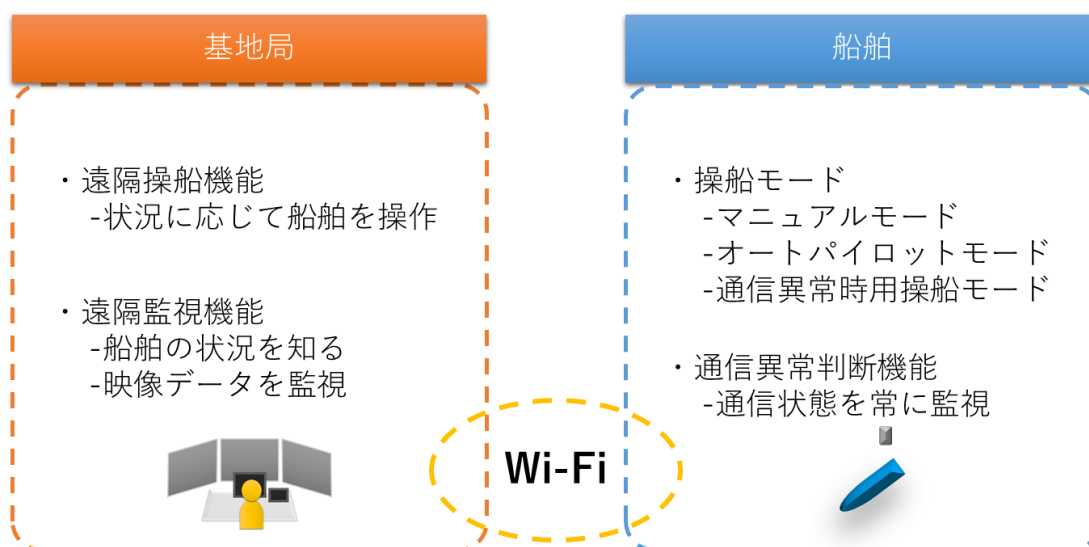 基地局
・遠隔操船機能
-状況に応じて船舶を操作
・遠隔監視機能
-船舶の状況を知る
-映像データを監視
Wi-Fi
船舶
・操船モード
-マニュアルモード
-オートパイロットモード
-通信異常時用操船モード
・通信異常判断機能
-通信状態を常に監視